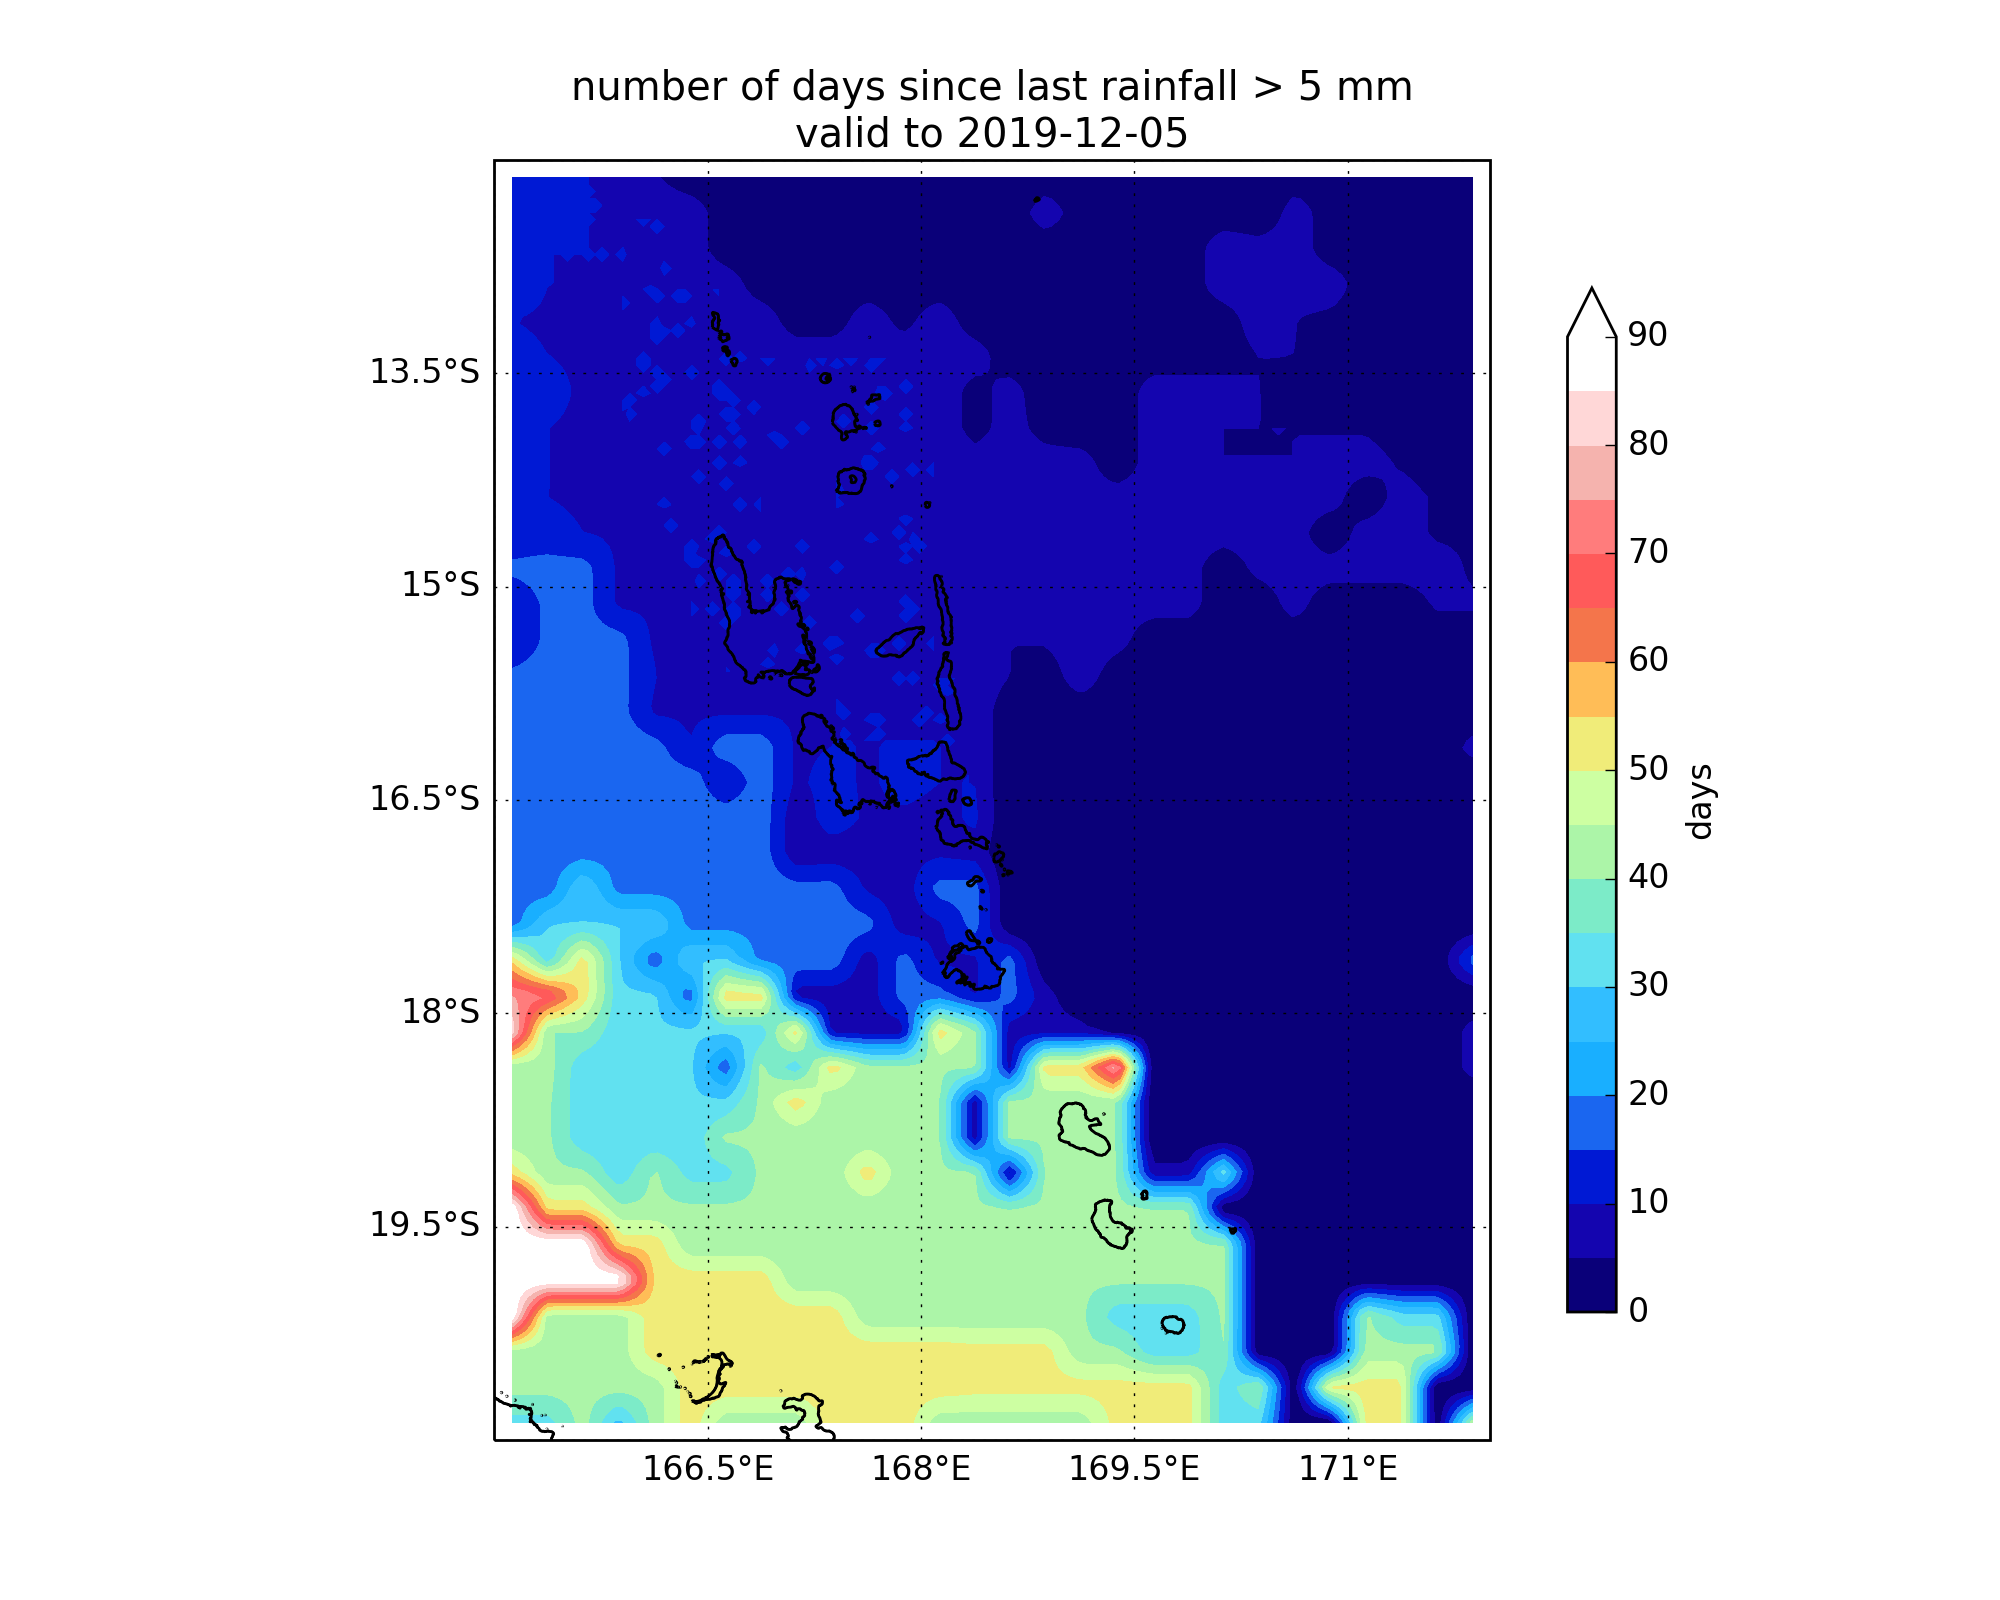 number of days since last rainfall > 5 mm
valid to 2019-12-05
13.5°S
15°S
16.5°S
18°S
19.5°S
166.5°E
168°E
169.5°E
171°E
90
80
70
60
50
40
30
20
10
0
days